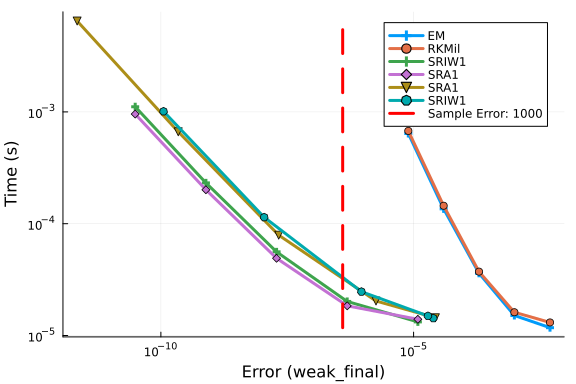 EM
RKMil
SRIW1
SRA1
SRA1
SRIW1
Sample Error: 1000
Time (s)
10⁻³
10⁻⁴
10⁻⁵
10⁻¹⁰
10⁻⁵
Error (weak_final)